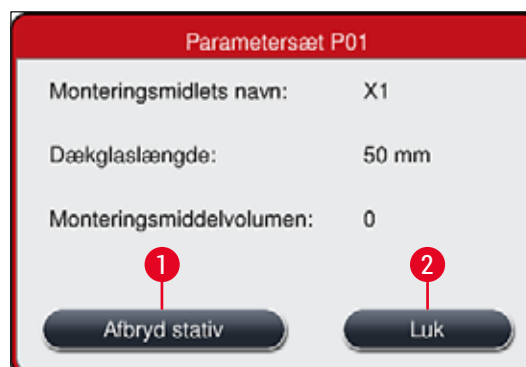 Parametersæt P01
Monteringsmidlets navn: X1
Dækglaslængde: 50 mm
Monteringsmiddelvolumen: 0
1 2
Afbryd stativ Luk